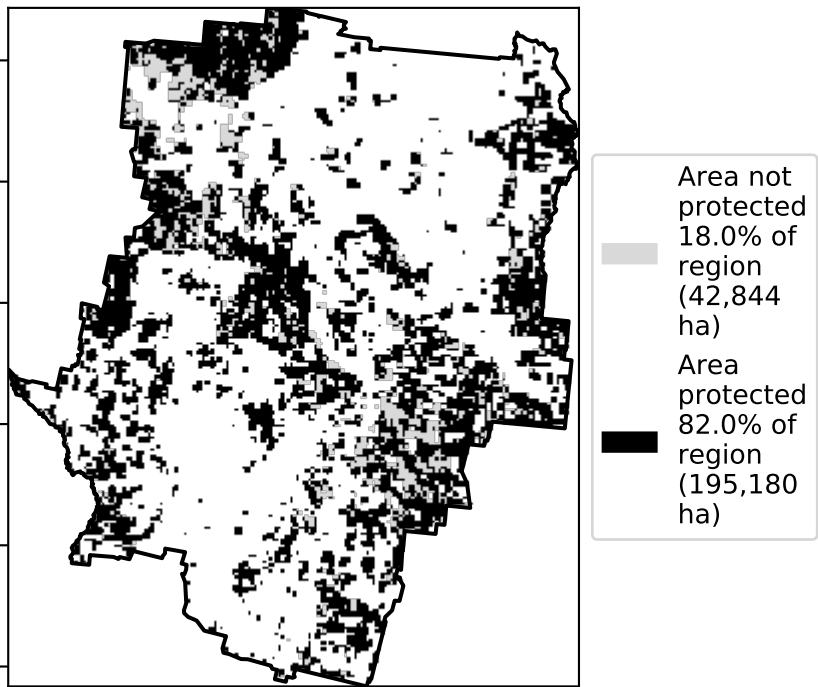 Area not
protected
18.0% of
region
(42,844
ha)
Area
protected
82.0% of
region
(195,180
ha)